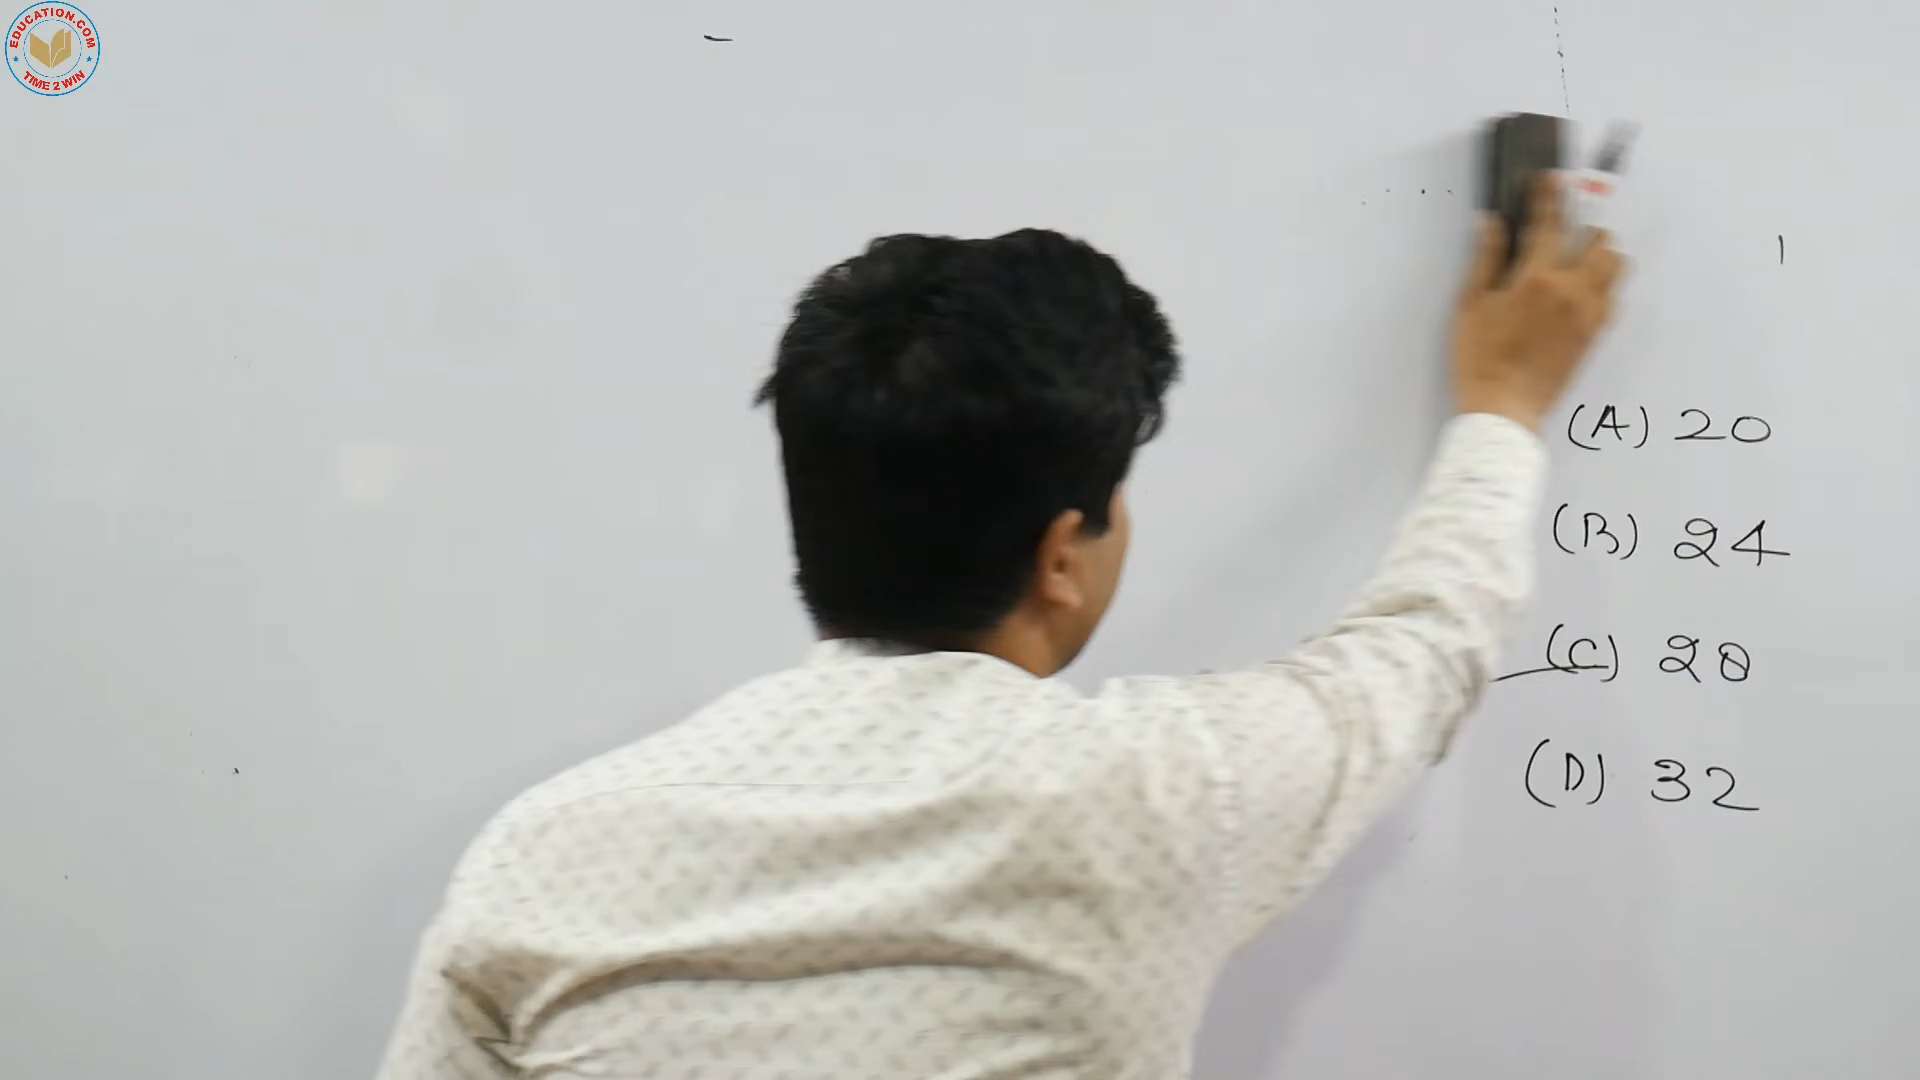 EDUCATION.COM
TIME 2 WIN
(A) 20
(B) 24
(C) 28
(D) 32